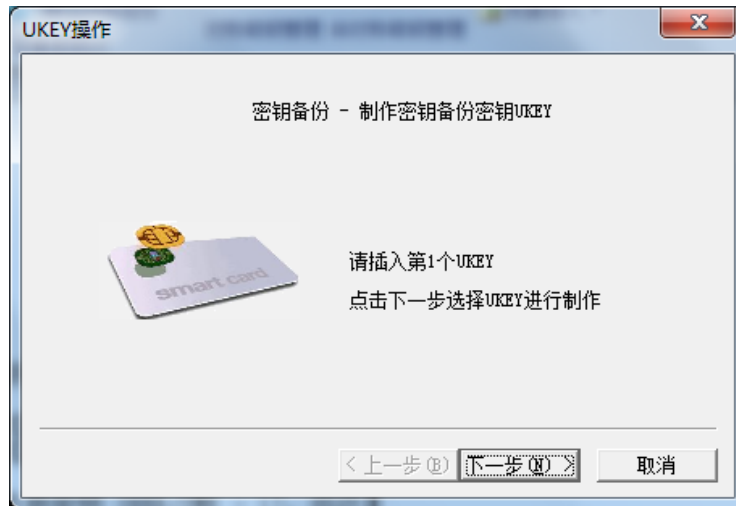 UKEY操作
密钥备份 - 制作密钥备份密钥UKEY
请插入第1个UKEY
点击下一步选择UKEY进行制作
smart card
< 上一步(B) 下一步(N) > 取消